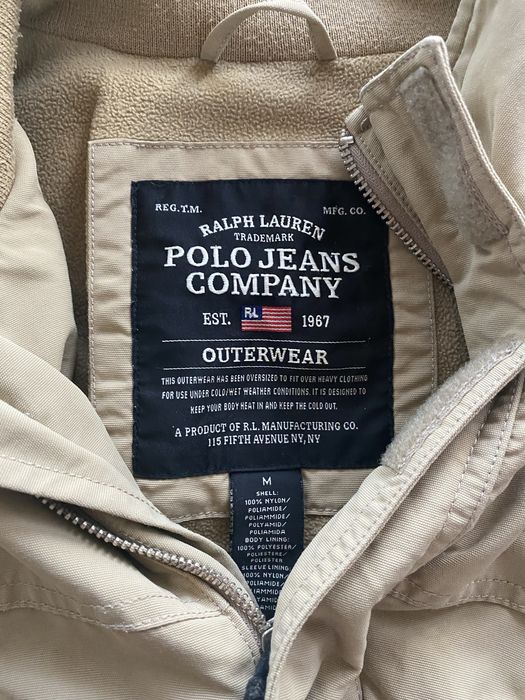 REG.T.M. MFG. CO.
RALPH LAUREN
TRADEMARK
POLO JEANS
COMPANY
EST. RL 1967
OUTERWEAR
THIS OUTERWEAR HAS BEEN OVERSIZED TO FIT OVER HEAVY CLOTHING
FOR USE UNDER COLD/WET WEATHER CONDITIONS. IT IS DESIGNED TO
KEEP YOUR BODY HEAT IN AND KEEP THE COLD OUT.
A PRODUCT OF R.L. MANUFACTURING CO.
115 FIFTH AVENUE NY, NY
M
SHELL:
100% NYLON/
POLIAMIDE/
POLIAMMIDE/
POLYAMID/
POLIAMIDA
BODY LINING:
100% POLYESTER/
POLIESTERE/
POLIESTER
SLEEVE LINING:
100% NYLON/